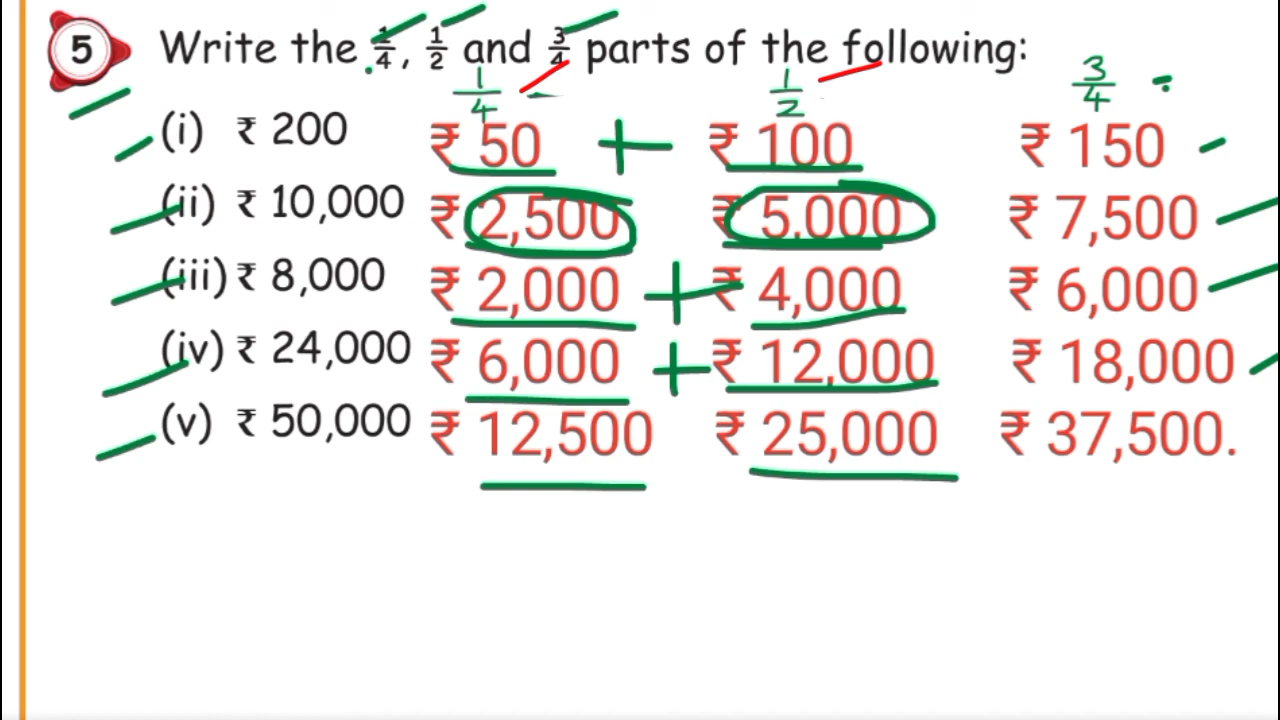 5 Write the 1/4, 1/2 and 3/4 parts of the following:
1/4 1/2 3/4
(i) ₹ 200 ₹ 50 + ₹ 100 ₹ 150
(ii) ₹ 10,000 ₹ 2,500 ₹ 5,000 ₹ 7,500
(iii) ₹ 8,000 ₹ 2,000 + ₹ 4,000 ₹ 6,000
(iv) ₹ 24,000 ₹ 6,000 + ₹ 12,000 ₹ 18,000
(v) ₹ 50,000 ₹ 12,500 ₹ 25,000 ₹ 37,500.